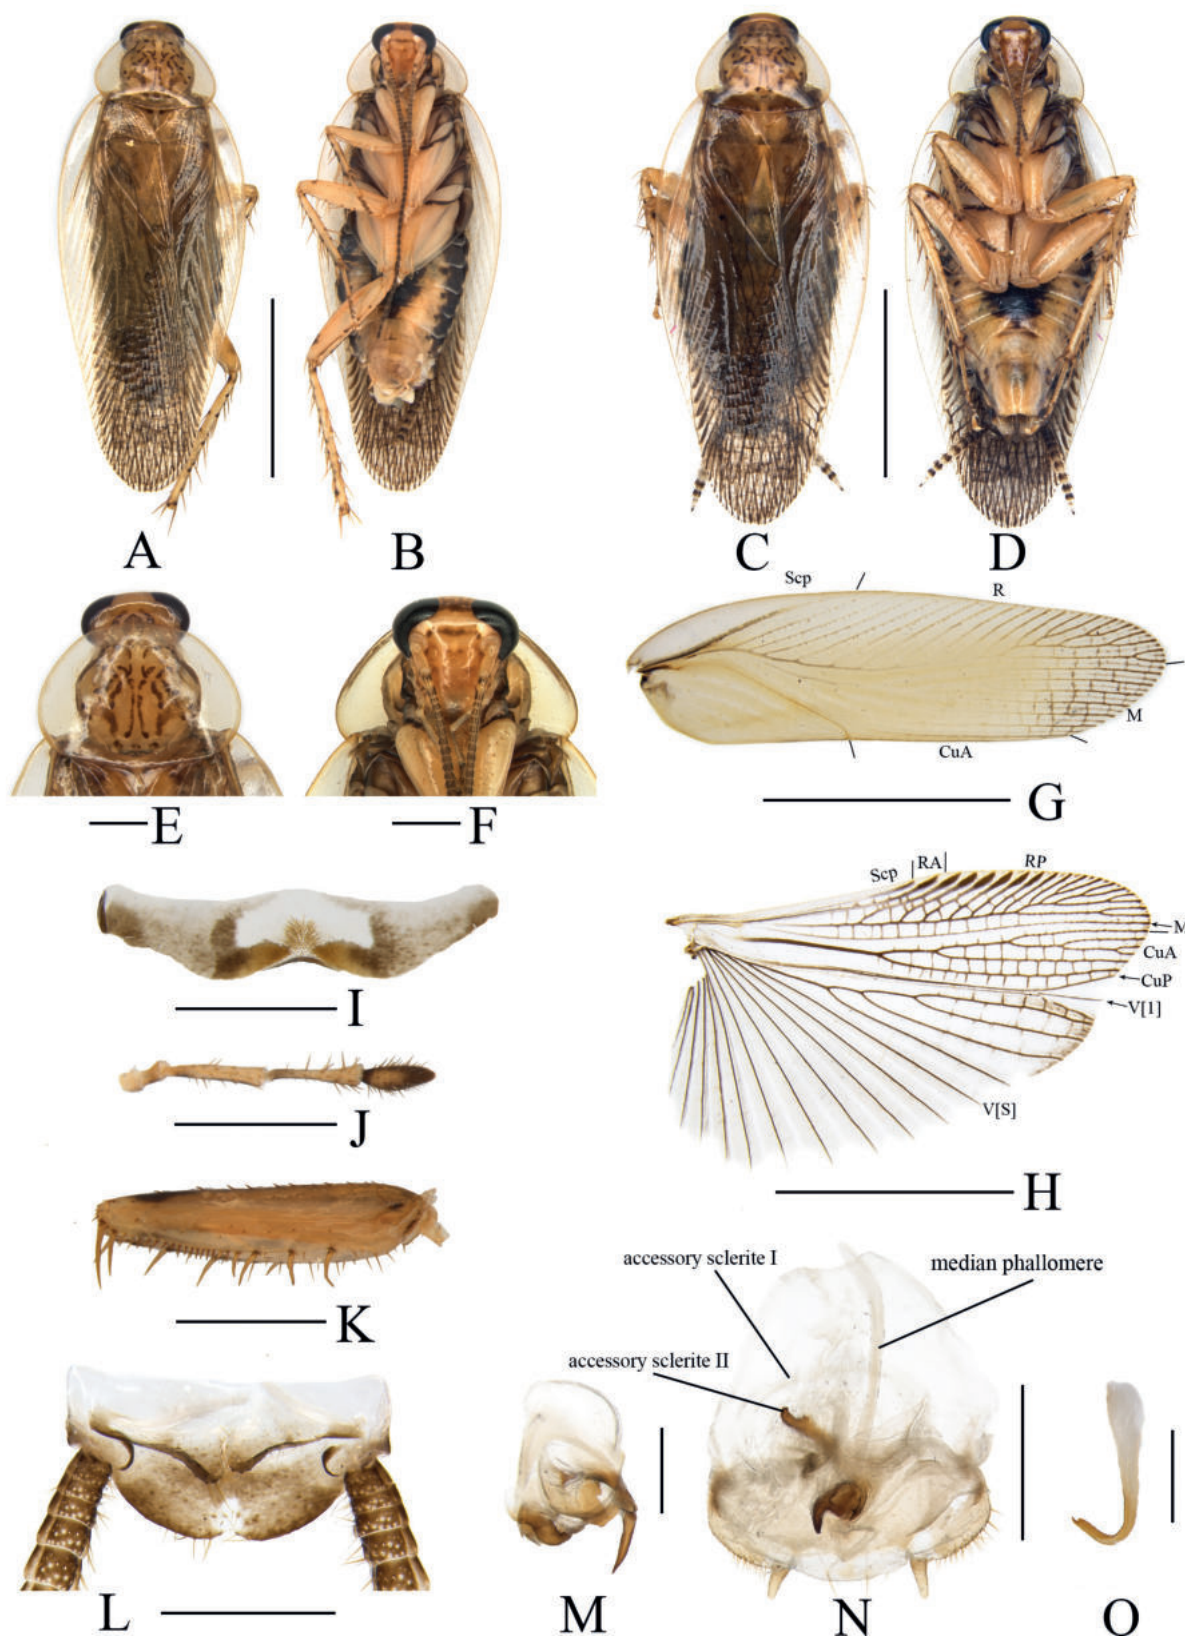 A
B
C
D
Scp
R
M
CuA
E
F
G
Scp
RA
RP
M
CuA
CuP
V[1]
V[S]
I
J
H
K
accessory sclerite I
median phallomere
accessory sclerite II
L
M
N
O